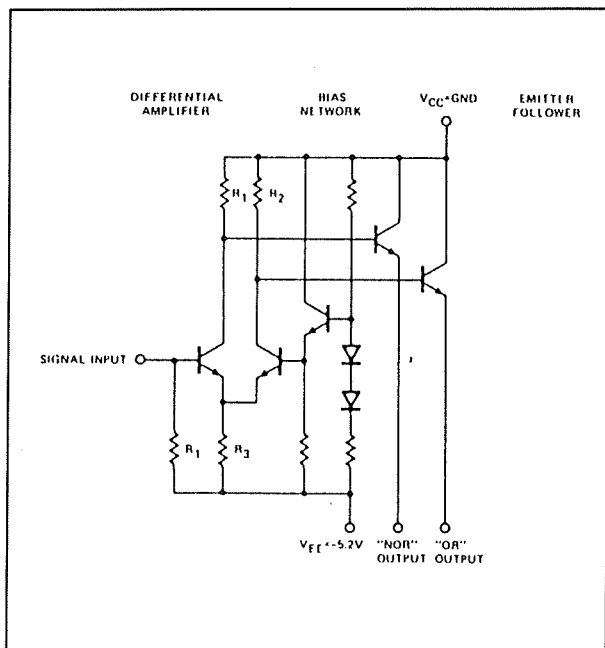 DIFFERENTIAL
AMPLIFIER
BIAS
NETWORK
VCC=GND
EMITTER
FOLLOWER
R1
R2
SIGNAL INPUT
R1
R3
VEE=-5.2V
"NOR"
OUTPUT
"OR"
OUTPUT